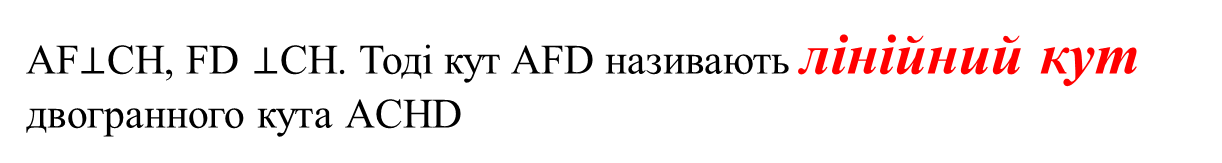 AF⊥CH, FD ⊥CH. Тоді кут AFD називають лінійний кут
двогранного кута ACHD